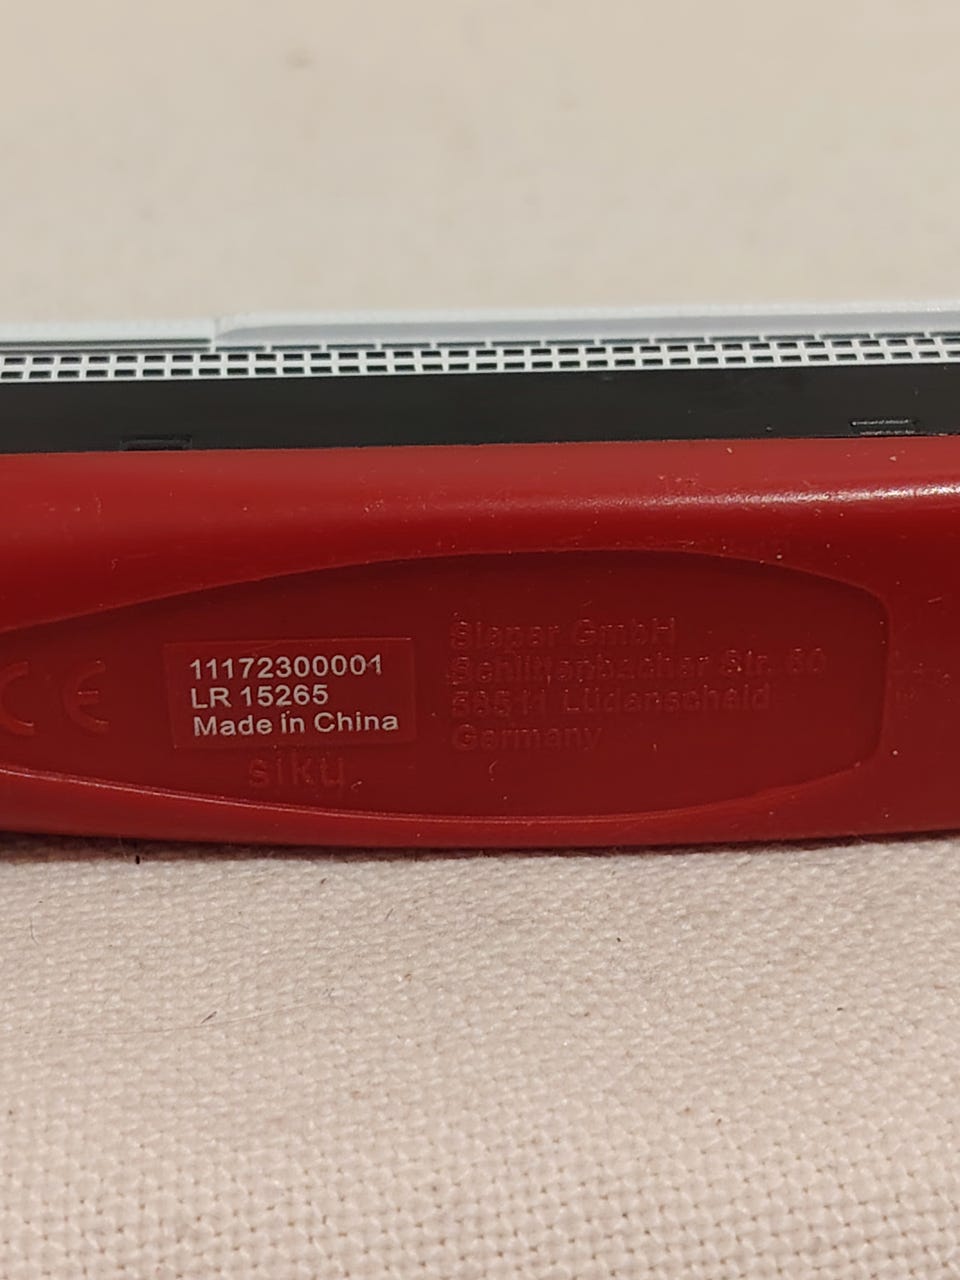 CE
11172300001
LR 15265
Made in China
siku
Sieper GmbH
Schlittenbacher Str. 60
58511 Lüdenscheid
Germany